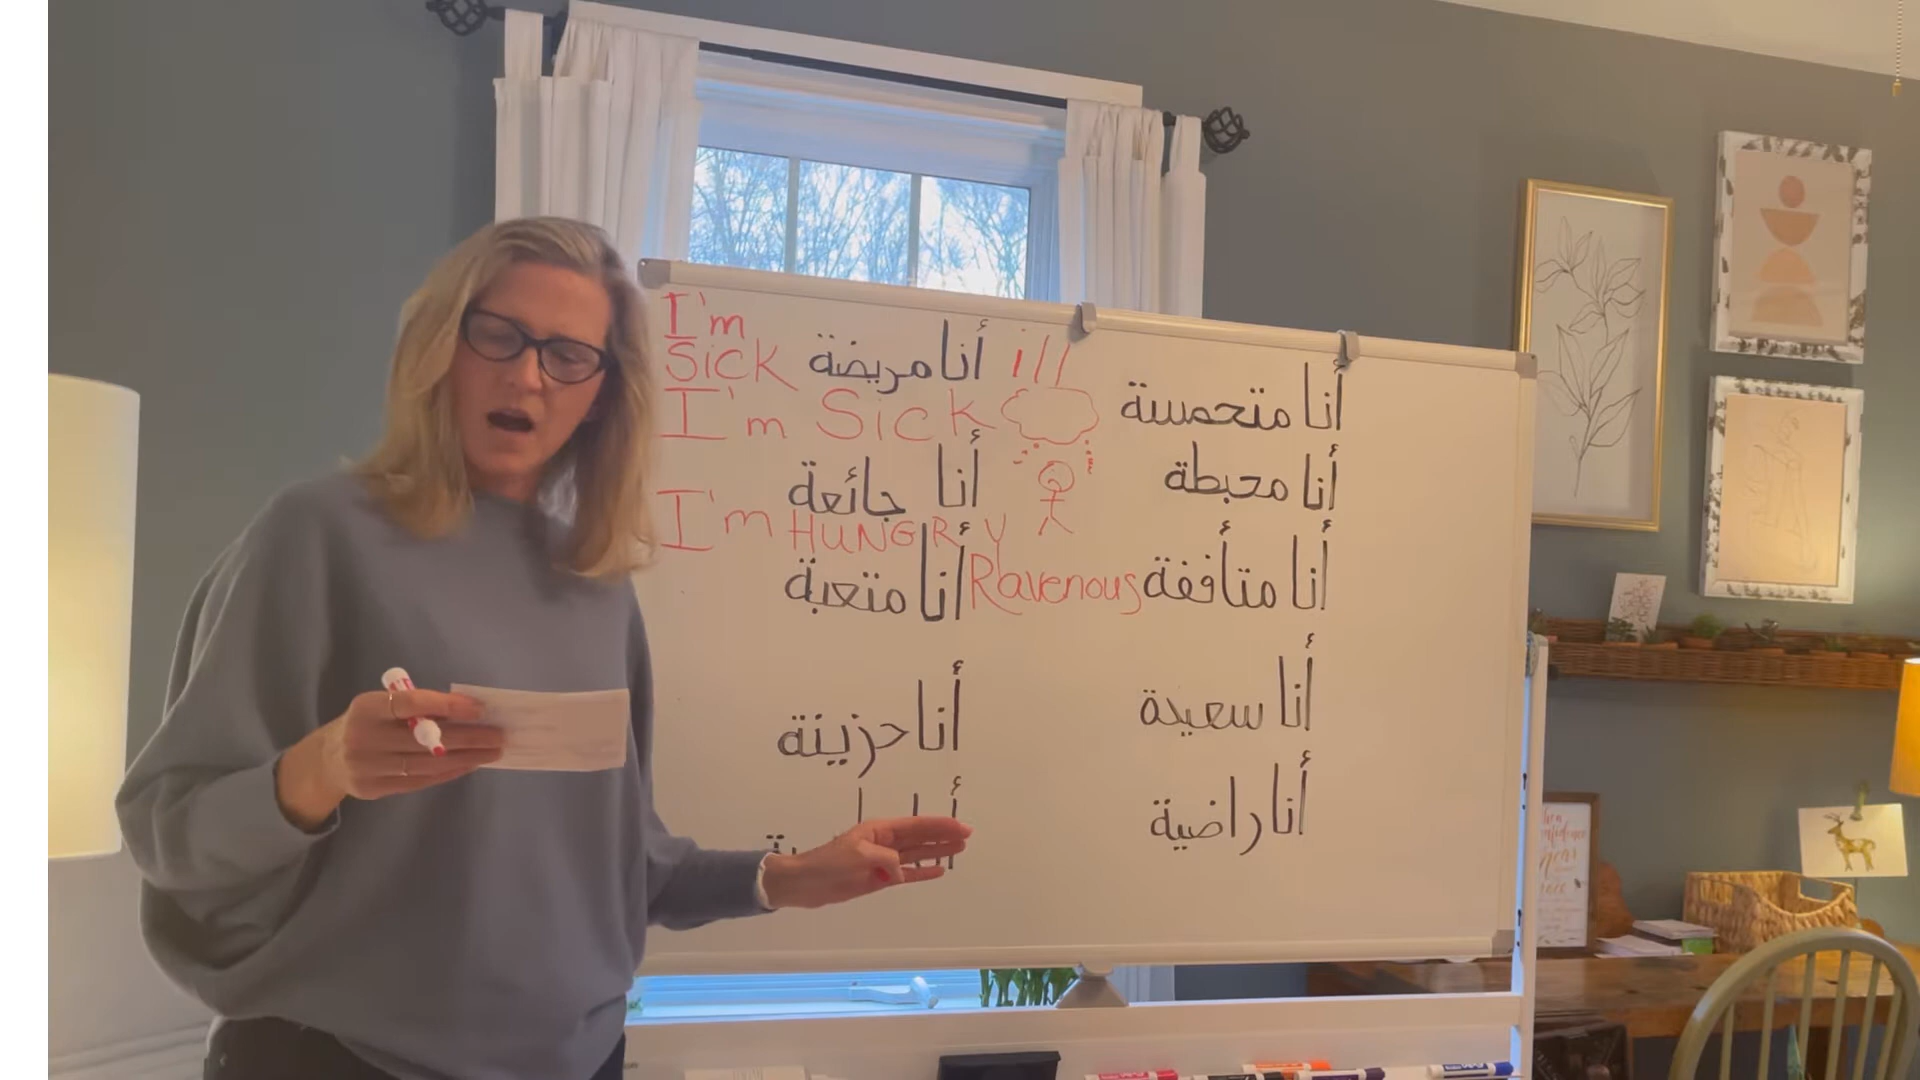 I'm
Sick أنا مريضة ill
I'm Sick
أنا جائعة
I'm HUNGRY
أنا متعبة Ravenous
أنا حزينة
أنا متحمسة
أنا محبطة
أنا متأففة
أنا سعيدة
أنا راضية